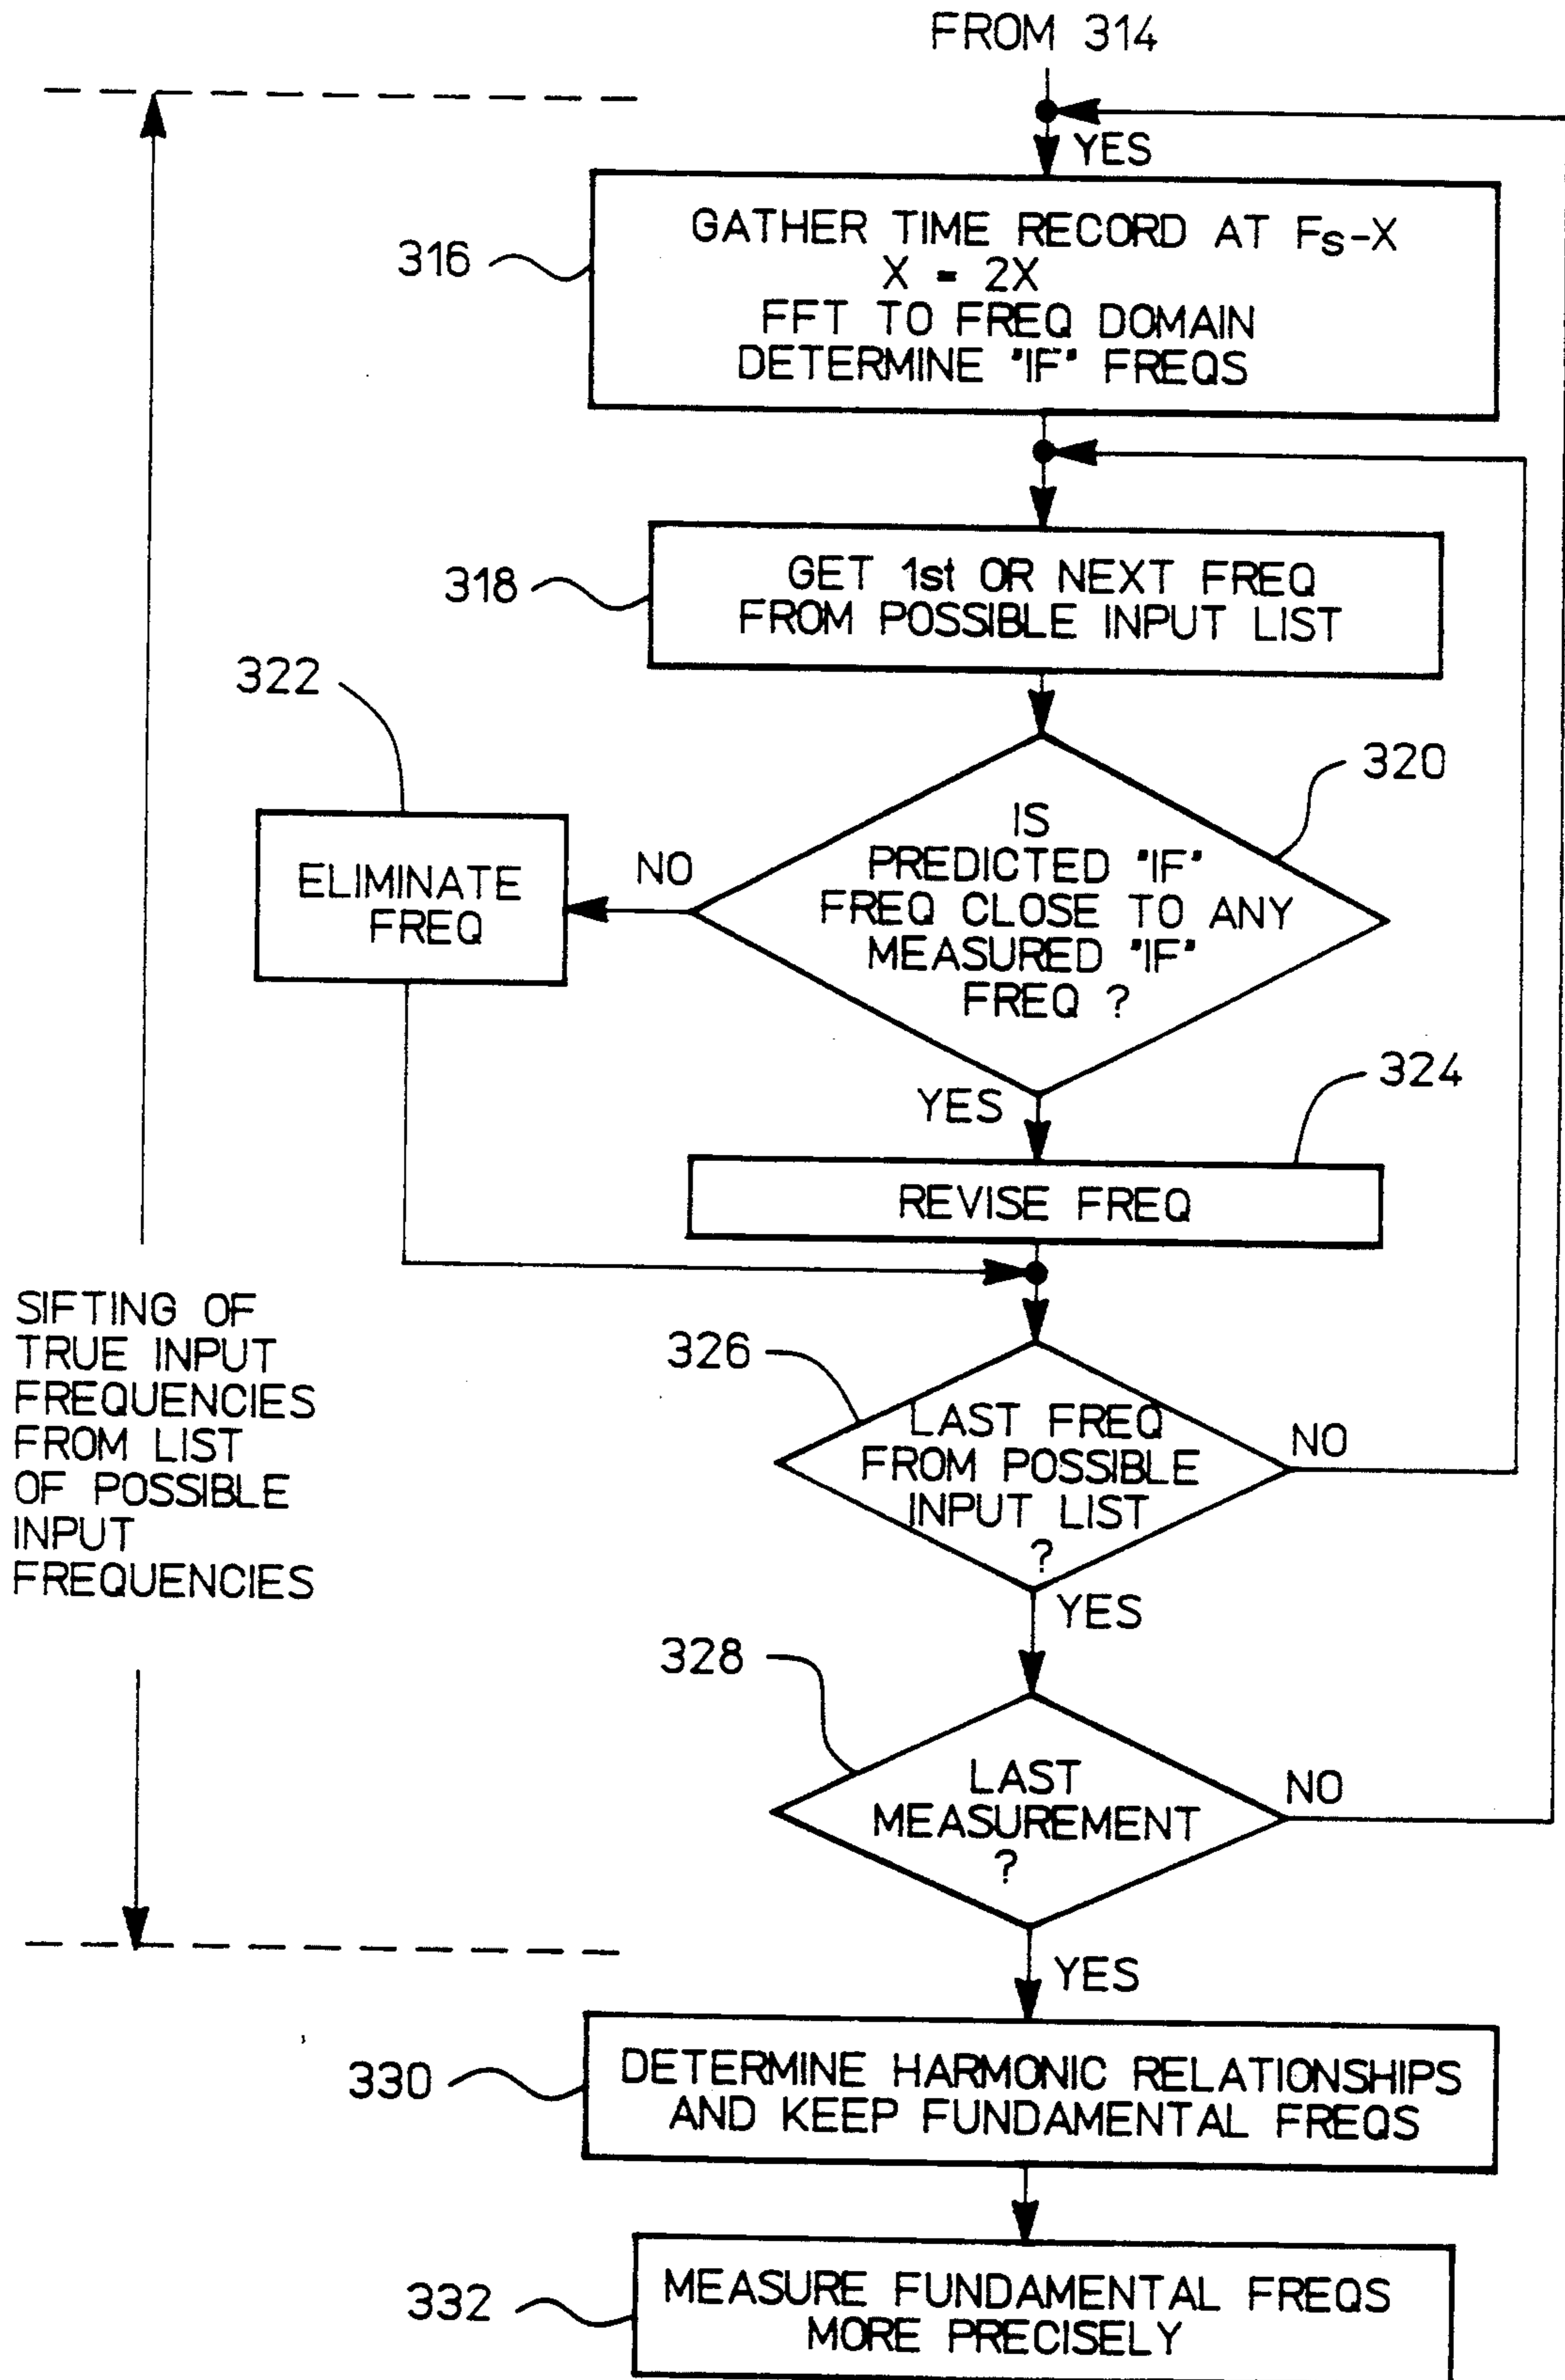 FROM 314
YES
316
GATHER TIME RECORD AT Fs-X
X = 2X
FFT TO FREQ DOMAIN
DETERMINE "IF" FREQS
318
GET 1st OR NEXT FREQ
FROM POSSIBLE INPUT LIST
322
320
ELIMINATE
FREQ
NO
IS
PREDICTED "IF"
FREQ CLOSE TO ANY
MEASURED "IF"
FREQ ?
YES
324
REVISE FREQ
SIFTING OF
TRUE INPUT
FREQUENCIES
FROM LIST
OF POSSIBLE
INPUT
FREQUENCIES
326
LAST FREQ
FROM POSSIBLE
INPUT LIST
?
NO
YES
328
LAST
MEASUREMENT
?
NO
YES
330
DETERMINE HARMONIC RELATIONSHIPS
AND KEEP FUNDAMENTAL FREQS
332
MEASURE FUNDAMENTAL FREQS
MORE PRECISELY